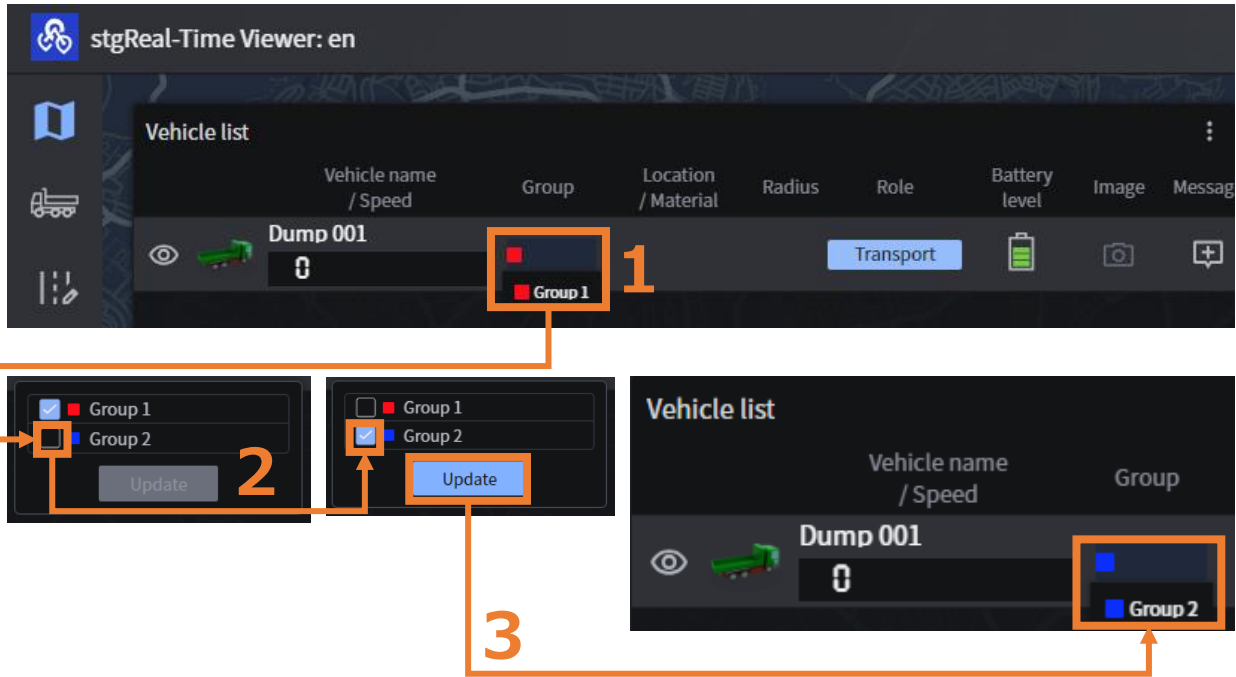 stgReal-Time Viewer: en
Vehicle list
Vehicle name
/ Speed
Group
Location
/ Material
Radius
Role
Battery
level
Image
Messag
Dump 001
0
Group 1
1
Transport
Group 1
Group 2
Update
2
Group 1
Group 2
Update
3
Vehicle list
Vehicle name
/ Speed
Group
Dump 001
0
Group 2